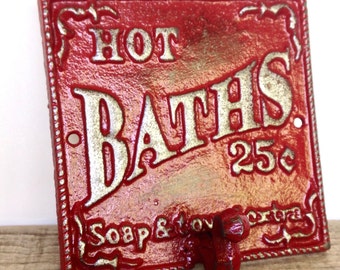 HOT
BATHS
25¢
Soap & extra